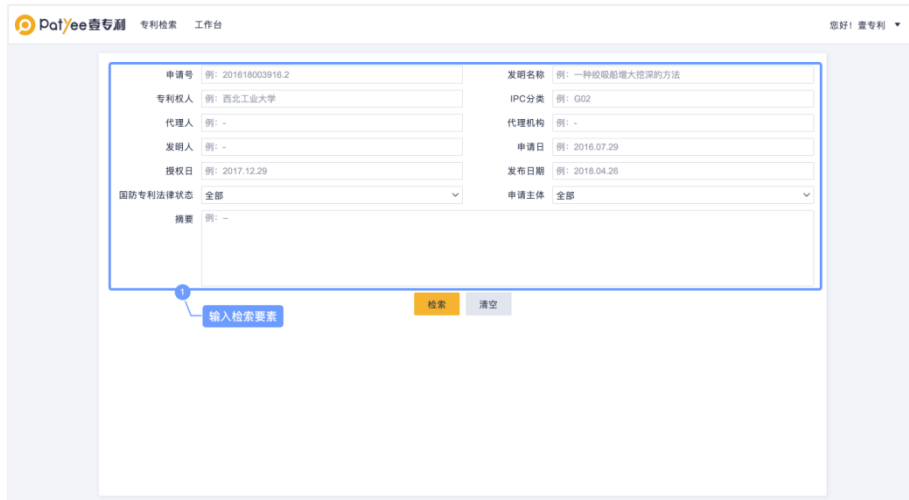 Patyee壹专利 专利检索 工作台 您好！壹专利
申请号 例：201618003916.2 发明名称 例：一种绞吸船增大挖深的方法
专利权人 例：西北工业大学 IPC分类 例：G02
代理人 例：- 代理机构 例：-
发明人 例：- 申请日 例：2016.07.29
授权日 例：2017.12.29 发布日期 例：2018.04.26
国防专利法律状态 全部 申请主体 全部
摘要 例：-
1
输入检索要素
检索 清空